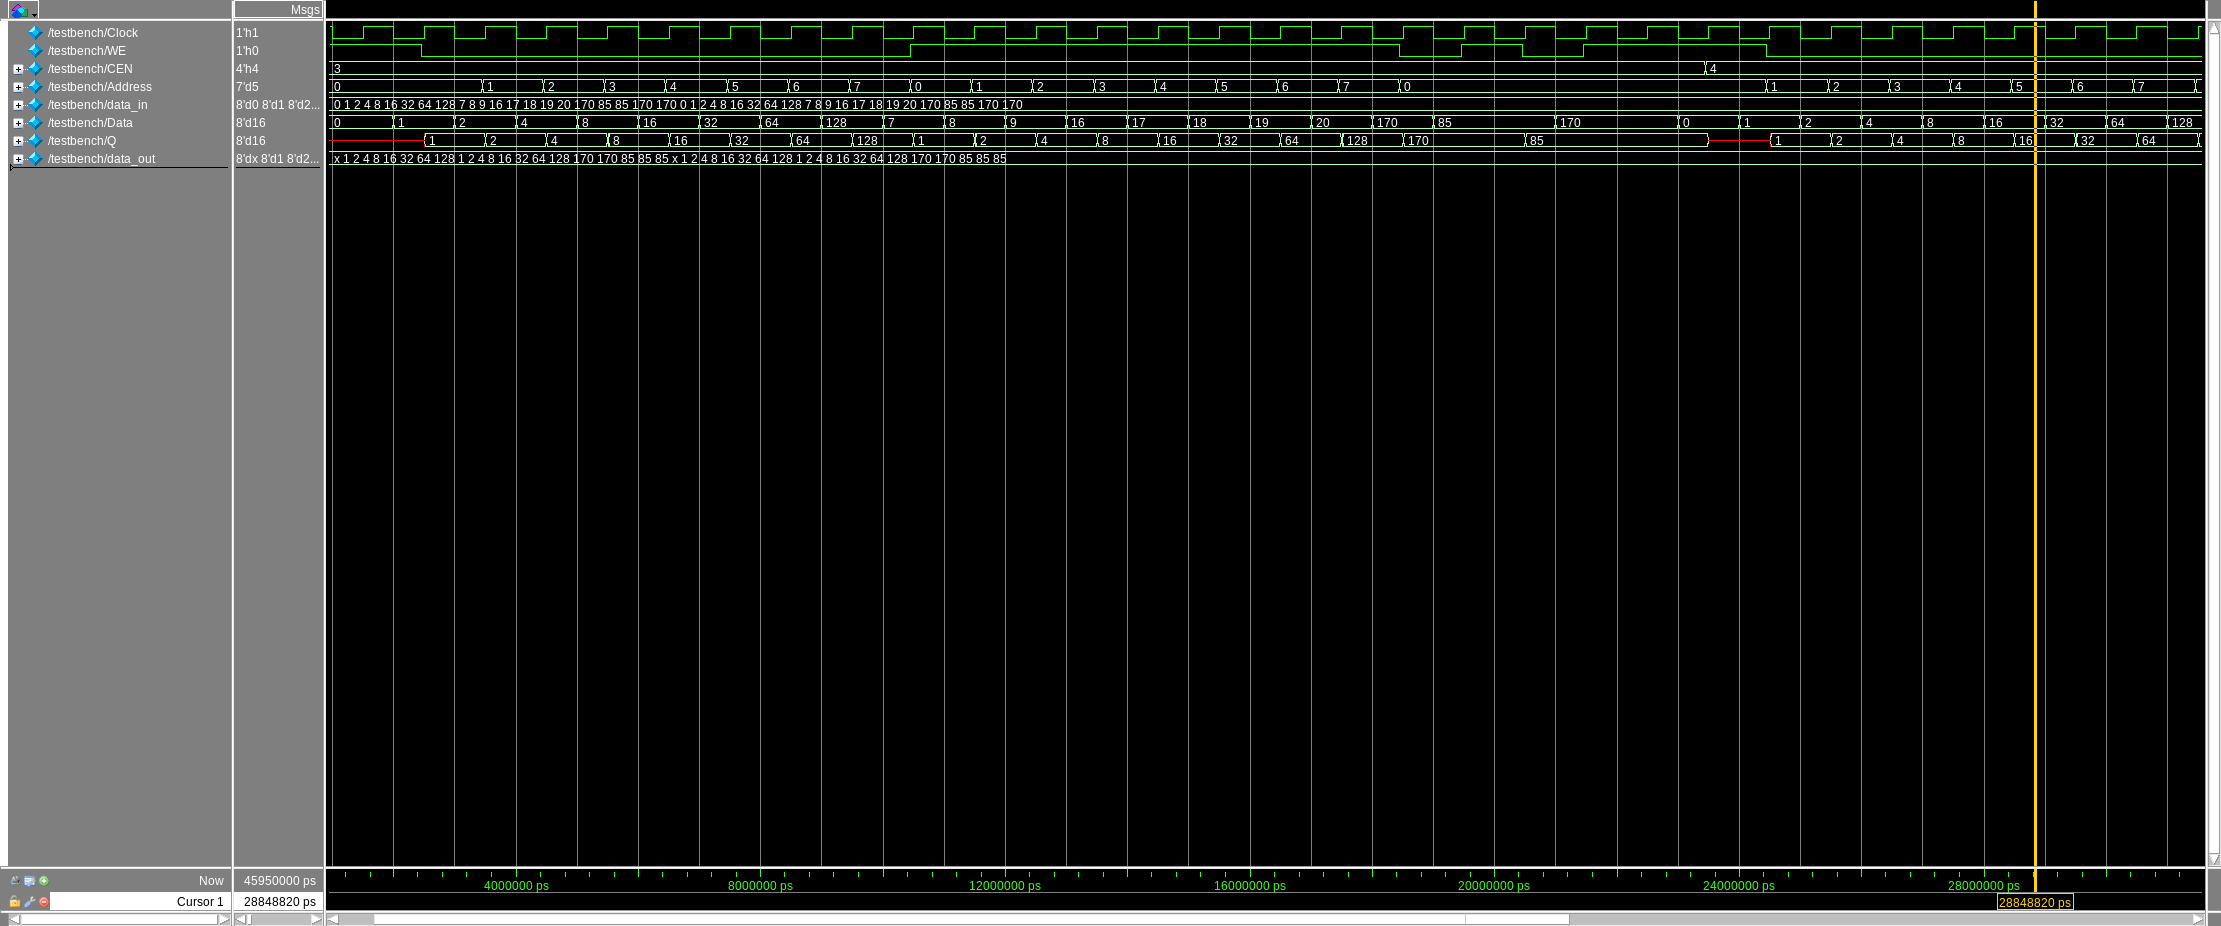 Msgs
/testbench/Clock 1'h1
/testbench/WE 1'h0
/testbench/CEN 4'h4 3 4
/testbench/Address 7'd5 0 1 2 3 4 5 6 7 0 1 2 3 4 5 6 7 0 1 2 3 4 5 6 7
/testbench/data_in 8'd0 8'd1 8'd2... 0 1 2 4 8 16 32 64 128 7 8 9 16 17 18 19 20 170 85 85 170 170 0 1 2 4 8 16 32 64 128 7 8 9 16 17 18 19 20 170 85 85 170 170
/testbench/Data 8'd16 0 1 2 4 8 16 32 64 128 7 8 9 16 17 18 19 20 170 85 170 0 1 2 4 8 16 32 64 128
/testbench/Q 8'd16 1 2 4 8 16 32 64 128 1 2 4 8 16 32 64 128 170 85 1 2 4 8 16 32 64
/testbench/data_out 8'dx 8'd1 8'd2... x 1 2 4 8 16 32 64 128 1 2 4 8 16 32 64 128 170 170 85 85 85 x 1 2 4 8 16 32 64 128 1 2 4 8 16 32 64 128 170 170 85 85 85
Now 45950000 ps 4000000 ps 8000000 ps 12000000 ps 16000000 ps 20000000 ps 24000000 ps 28000000 ps
Cursor 1 28848820 ps 28848820 ps